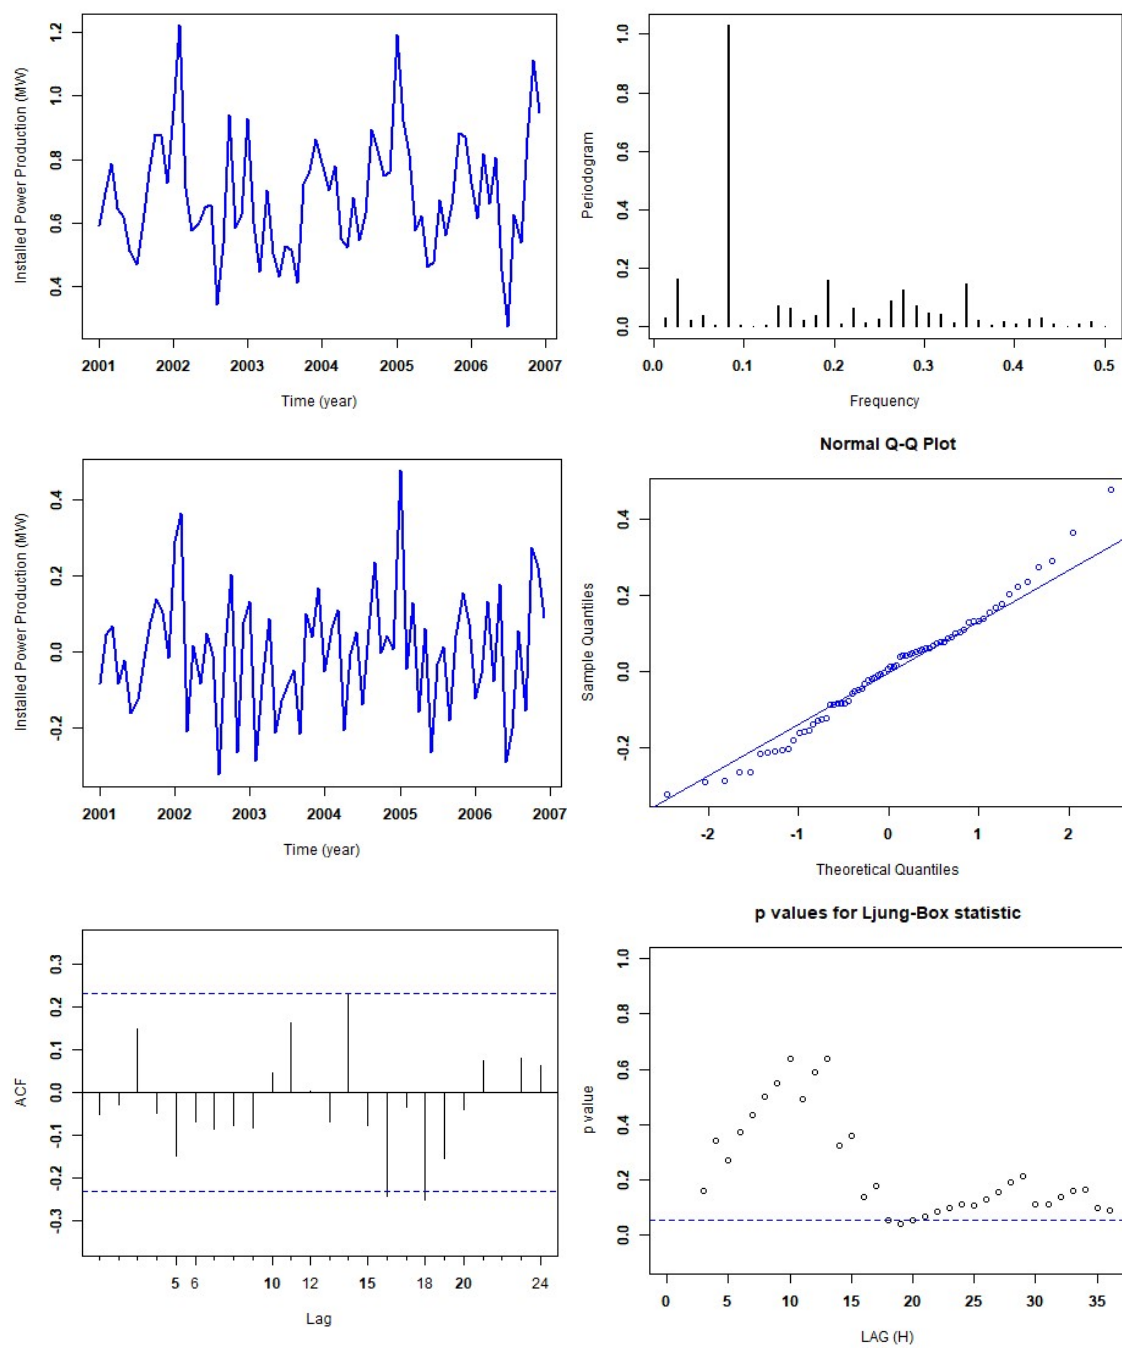 Installed Power Production (MW)
1.2
1.0
0.8
0.6
0.4
2001 2002 2003 2004 2005 2006 2007
Time (year)
Periodogram
1.0
0.8
0.6
0.4
0.2
0.0
0.0 0.1 0.2 0.3 0.4 0.5
Frequency
Installed Power Production (MW)
0.4
0.2
0.0
-0.2
2001 2002 2003 2004 2005 2006 2007
Time (year)
Normal Q-Q Plot
Sample Quantiles
0.4
0.2
0.0
-0.2
-2 -1 0 1 2
Theoretical Quantiles
ACF
0.3
0.2
0.1
0.0
-0.1
-0.2
-0.3
5 6 10 12 15 18 20 24
Lag
p values for Ljung-Box statistic
p value
1.0
0.8
0.6
0.4
0.2
0.0
0 5 10 15 20 25 30 35
LAG (H)